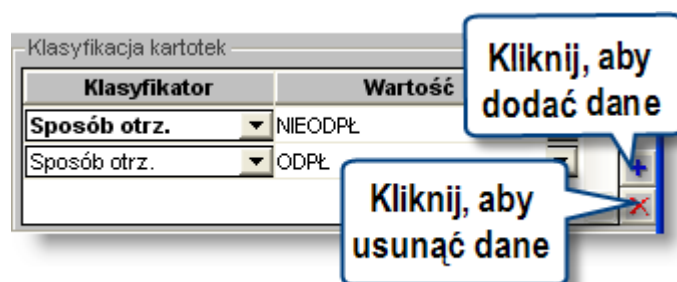 Klasyfikacja kartotek
Kliknij, aby
dodać dane
Klasyfikator Wartość
Sposób otrz. NIEODPŁ
Sposób otrz. ODPŁ
Kliknij, aby
usunąć dane